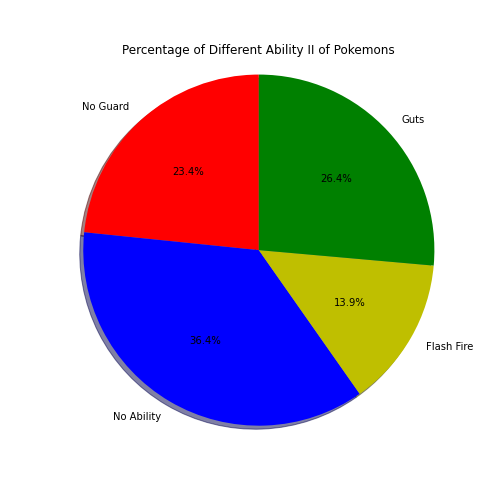 Percentage of Different Ability II of Pokemons
No Guard
Guts
23.4%
26.4%
13.9%
36.4%
Flash Fire
No Ability